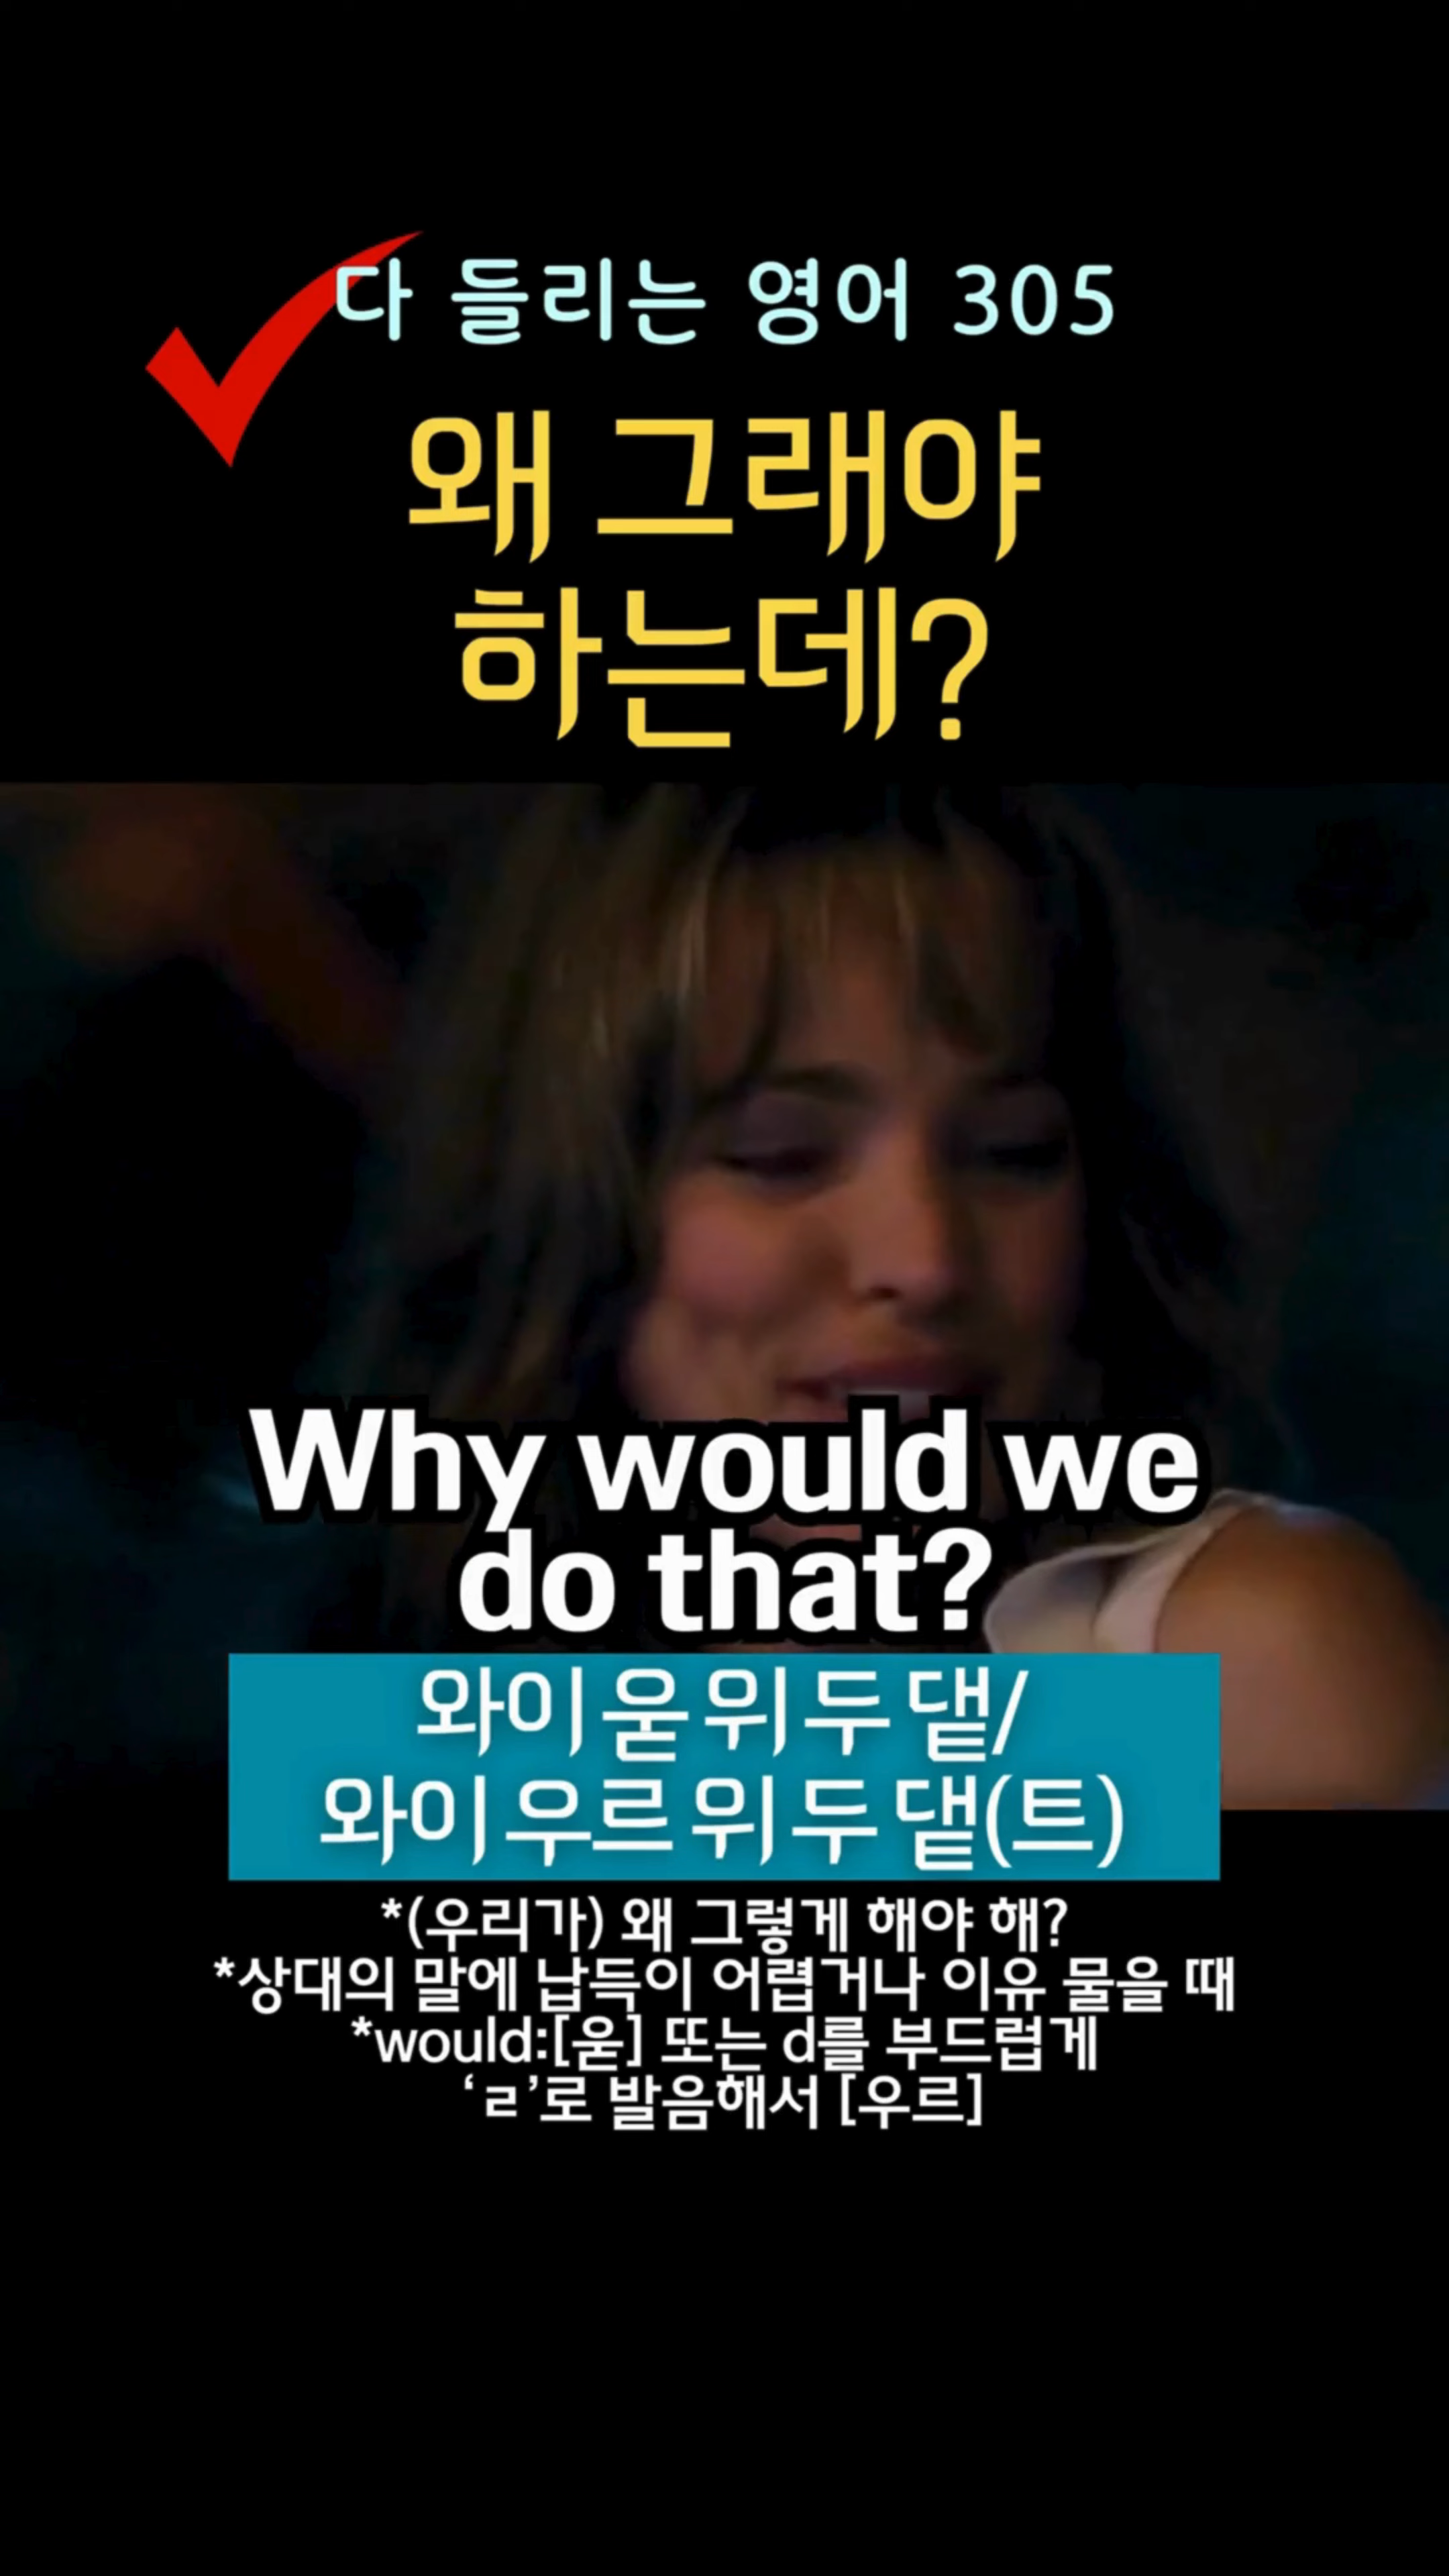 다 들리는 영어 305
왜 그래야
하는데?
Why would we
do that?
와이 욷 위 두 댙/
와이 우르 위 두 댙(트)
*(우리가) 왜 그렇게 해야 해?
*상대의 말에 납득이 어렵거나 이유 물을 때
*would:[욷] 또는 d를 부드럽게
‘ㄹ’로 발음해서 [우르]